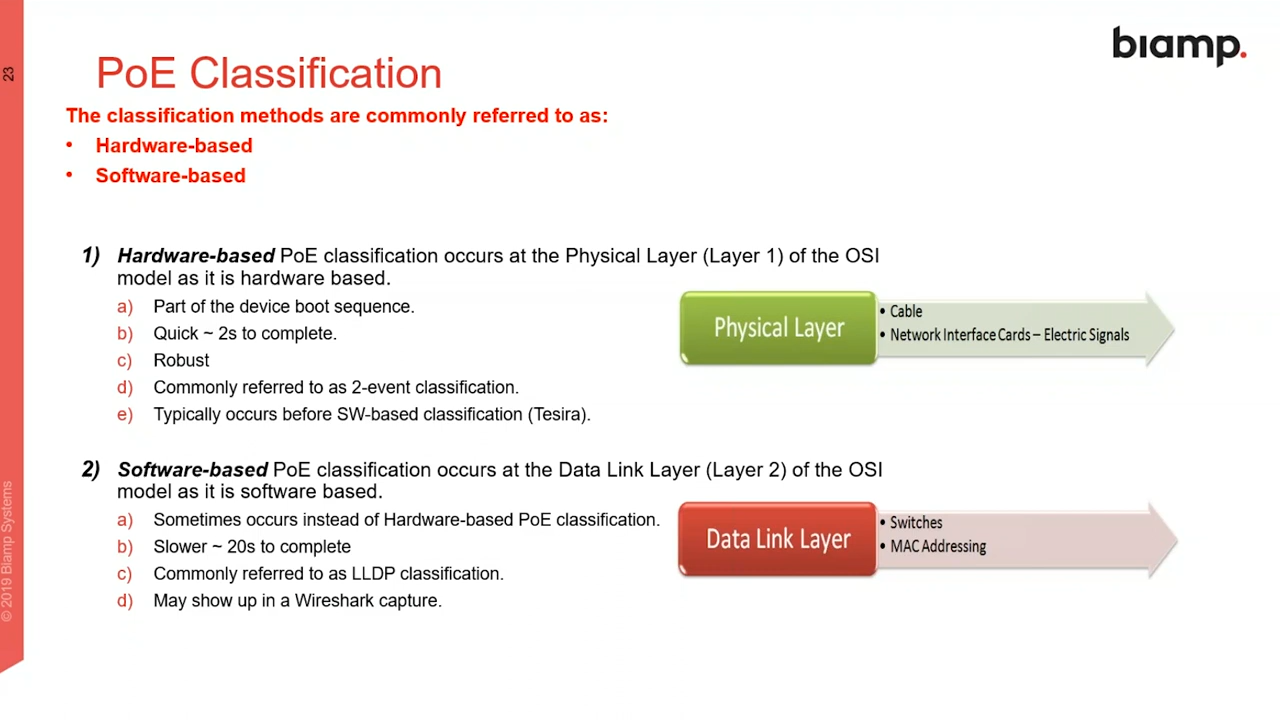 biamp.
23
PoE Classification
The classification methods are commonly referred to as:
• Hardware-based
• Software-based
1) Hardware-based PoE classification occurs at the Physical Layer (Layer 1) of the OSI
model as it is hardware based.
a) Part of the device boot sequence.
b) Quick ~ 2s to complete.
c) Robust
d) Commonly referred to as 2-event classification.
e) Typically occurs before SW-based classification (Tesira).
Physical Layer
• Cable
• Network Interface Cards – Electric Signals
2) Software-based PoE classification occurs at the Data Link Layer (Layer 2) of the OSI
model as it is software based.
a) Sometimes occurs instead of Hardware-based PoE classification.
b) Slower ~ 20s to complete
c) Commonly referred to as LLDP classification.
d) May show up in a Wireshark capture.
Data Link Layer
• Switches
• MAC Addressing
© 2019 Biamp Systems